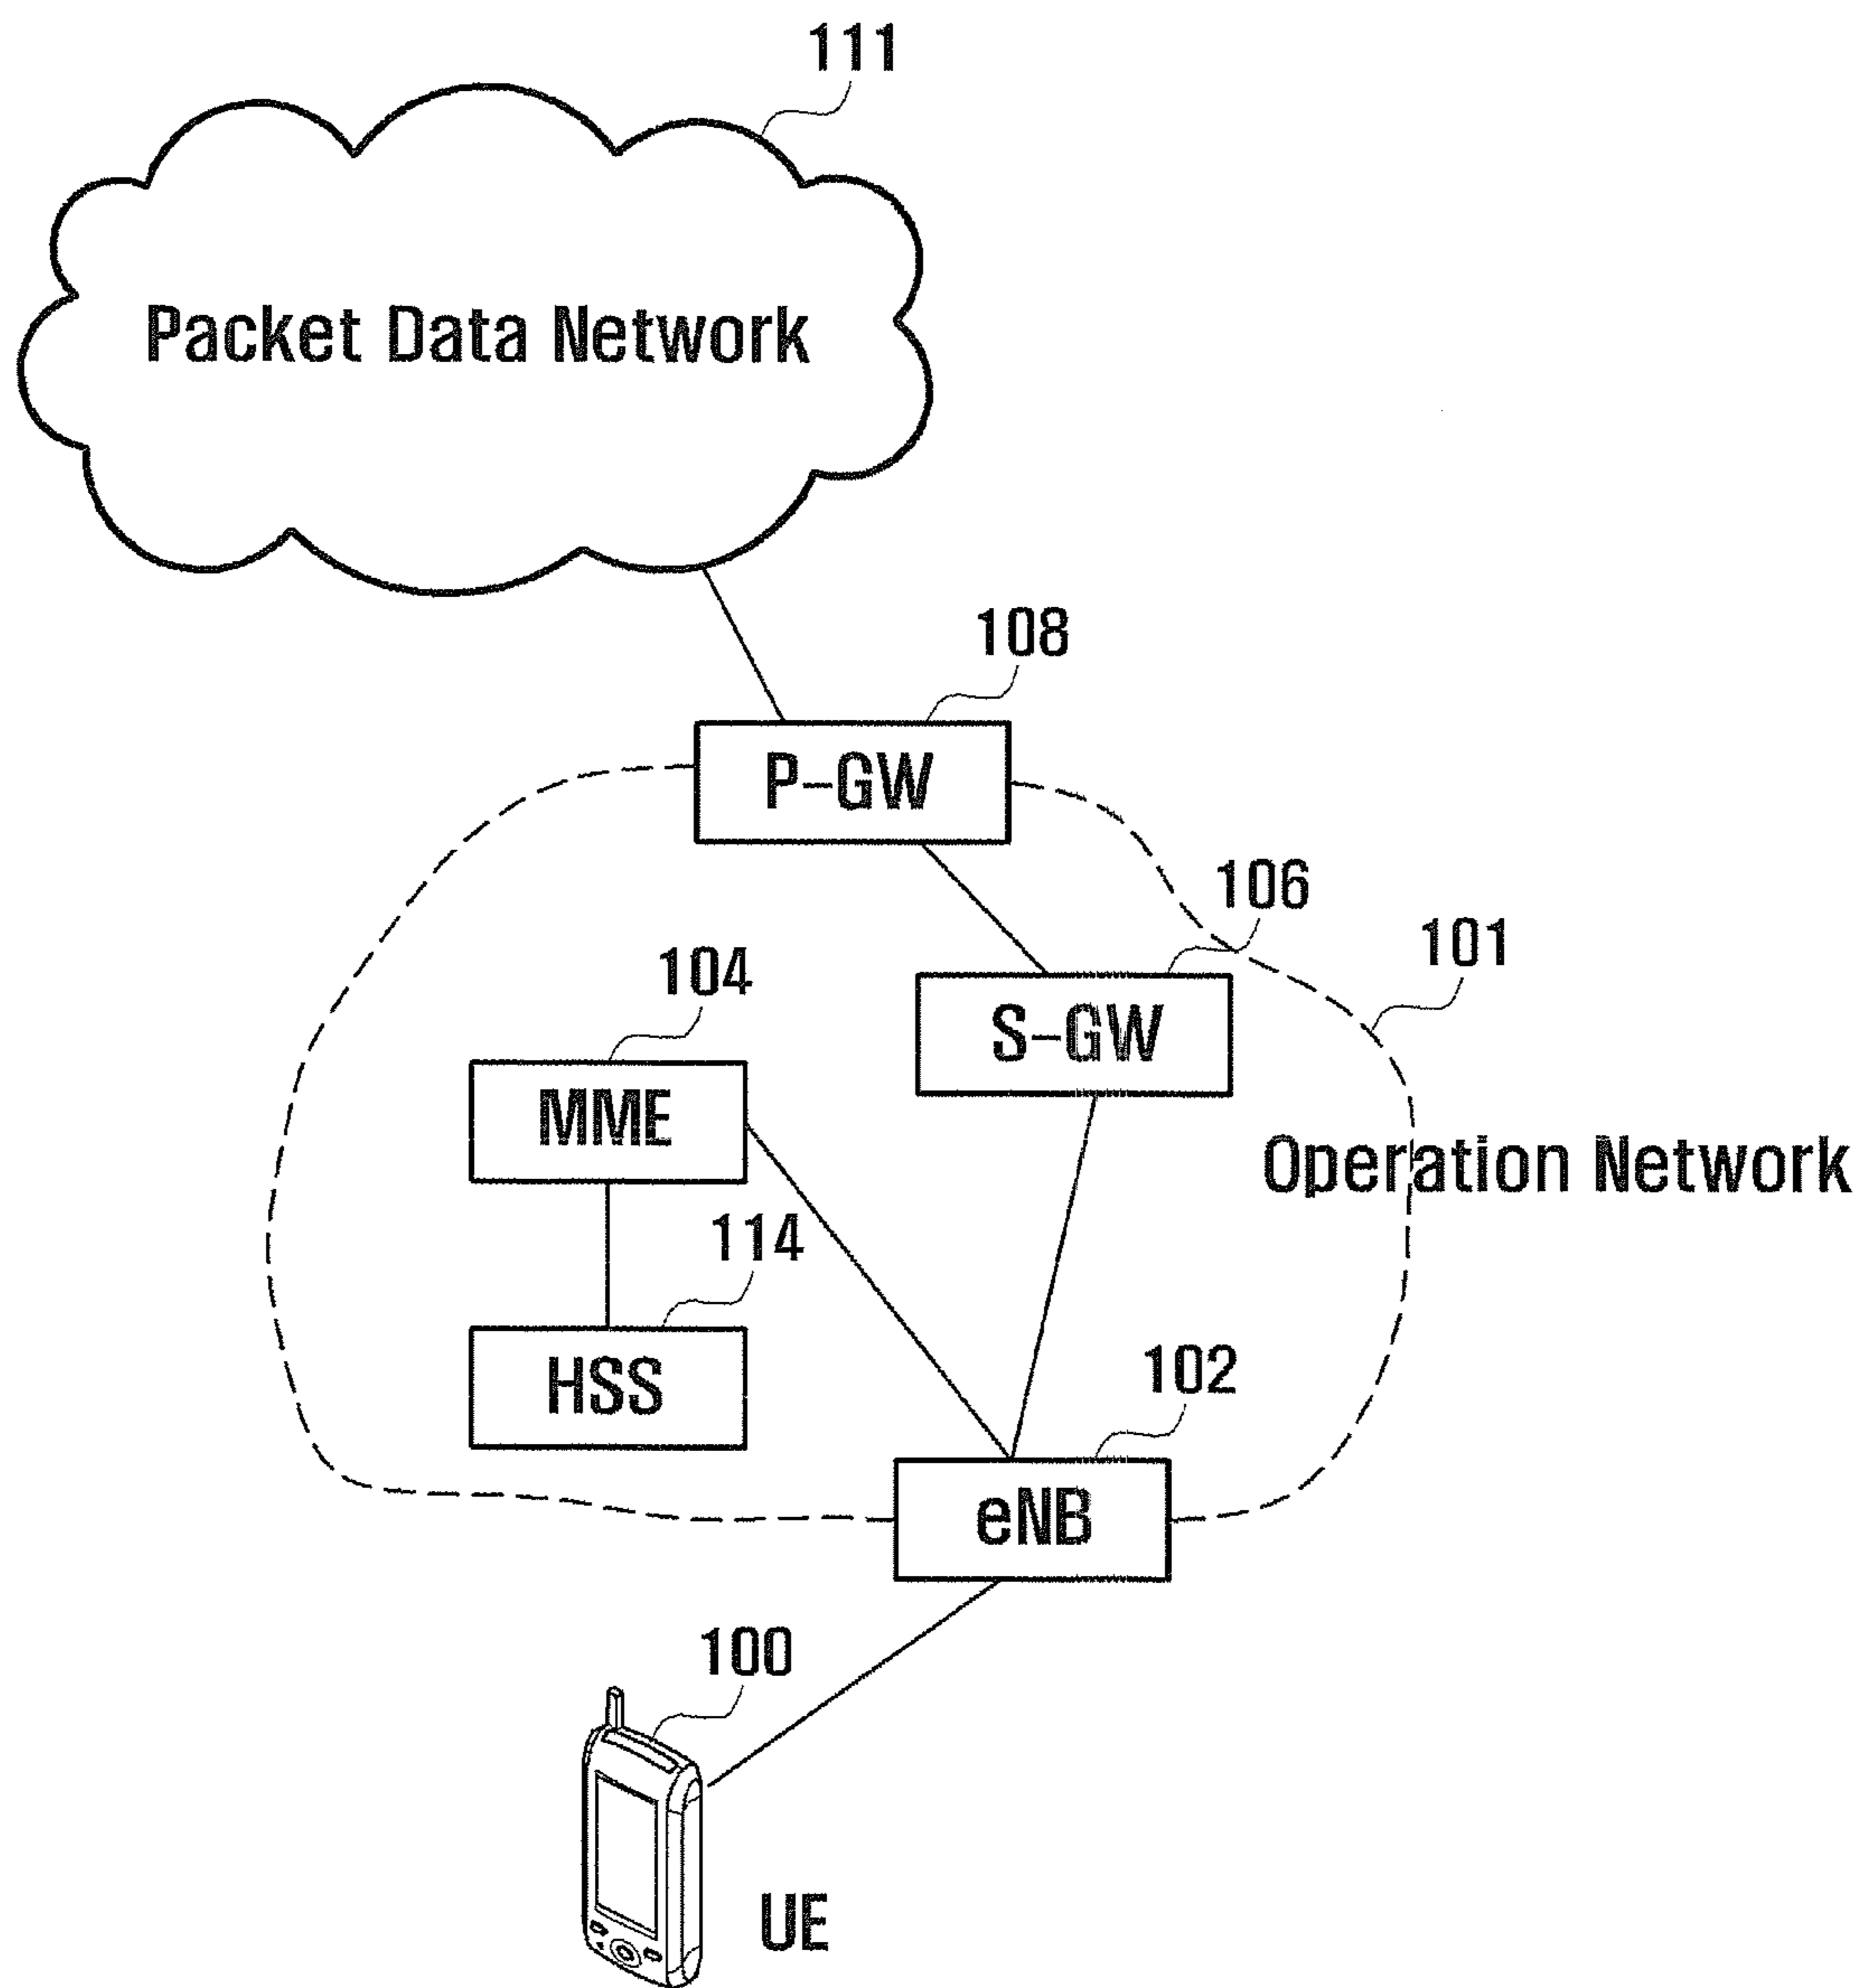 111
Packet Data Network
108
P-GW
106
101
104
S-GW
MME
Operation Network
114
HSS
102
eNB
100
UE